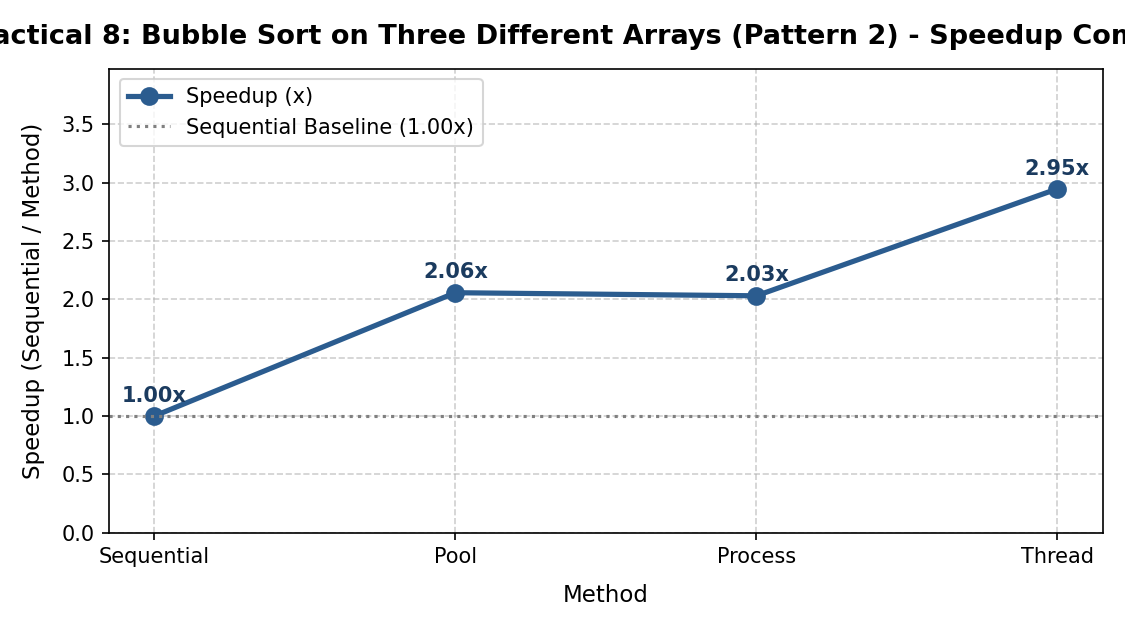 actical 8: Bubble Sort on Three Different Arrays (Pattern 2) - Speedup Com
Speedup (x)
Sequential Baseline (1.00x)
Speedup (Sequential / Method)
3.5
3.0
2.5
2.0
1.5
1.0
0.5
0.0
1.00x
2.06x
2.03x
2.95x
Sequential
Pool
Process
Thread
Method